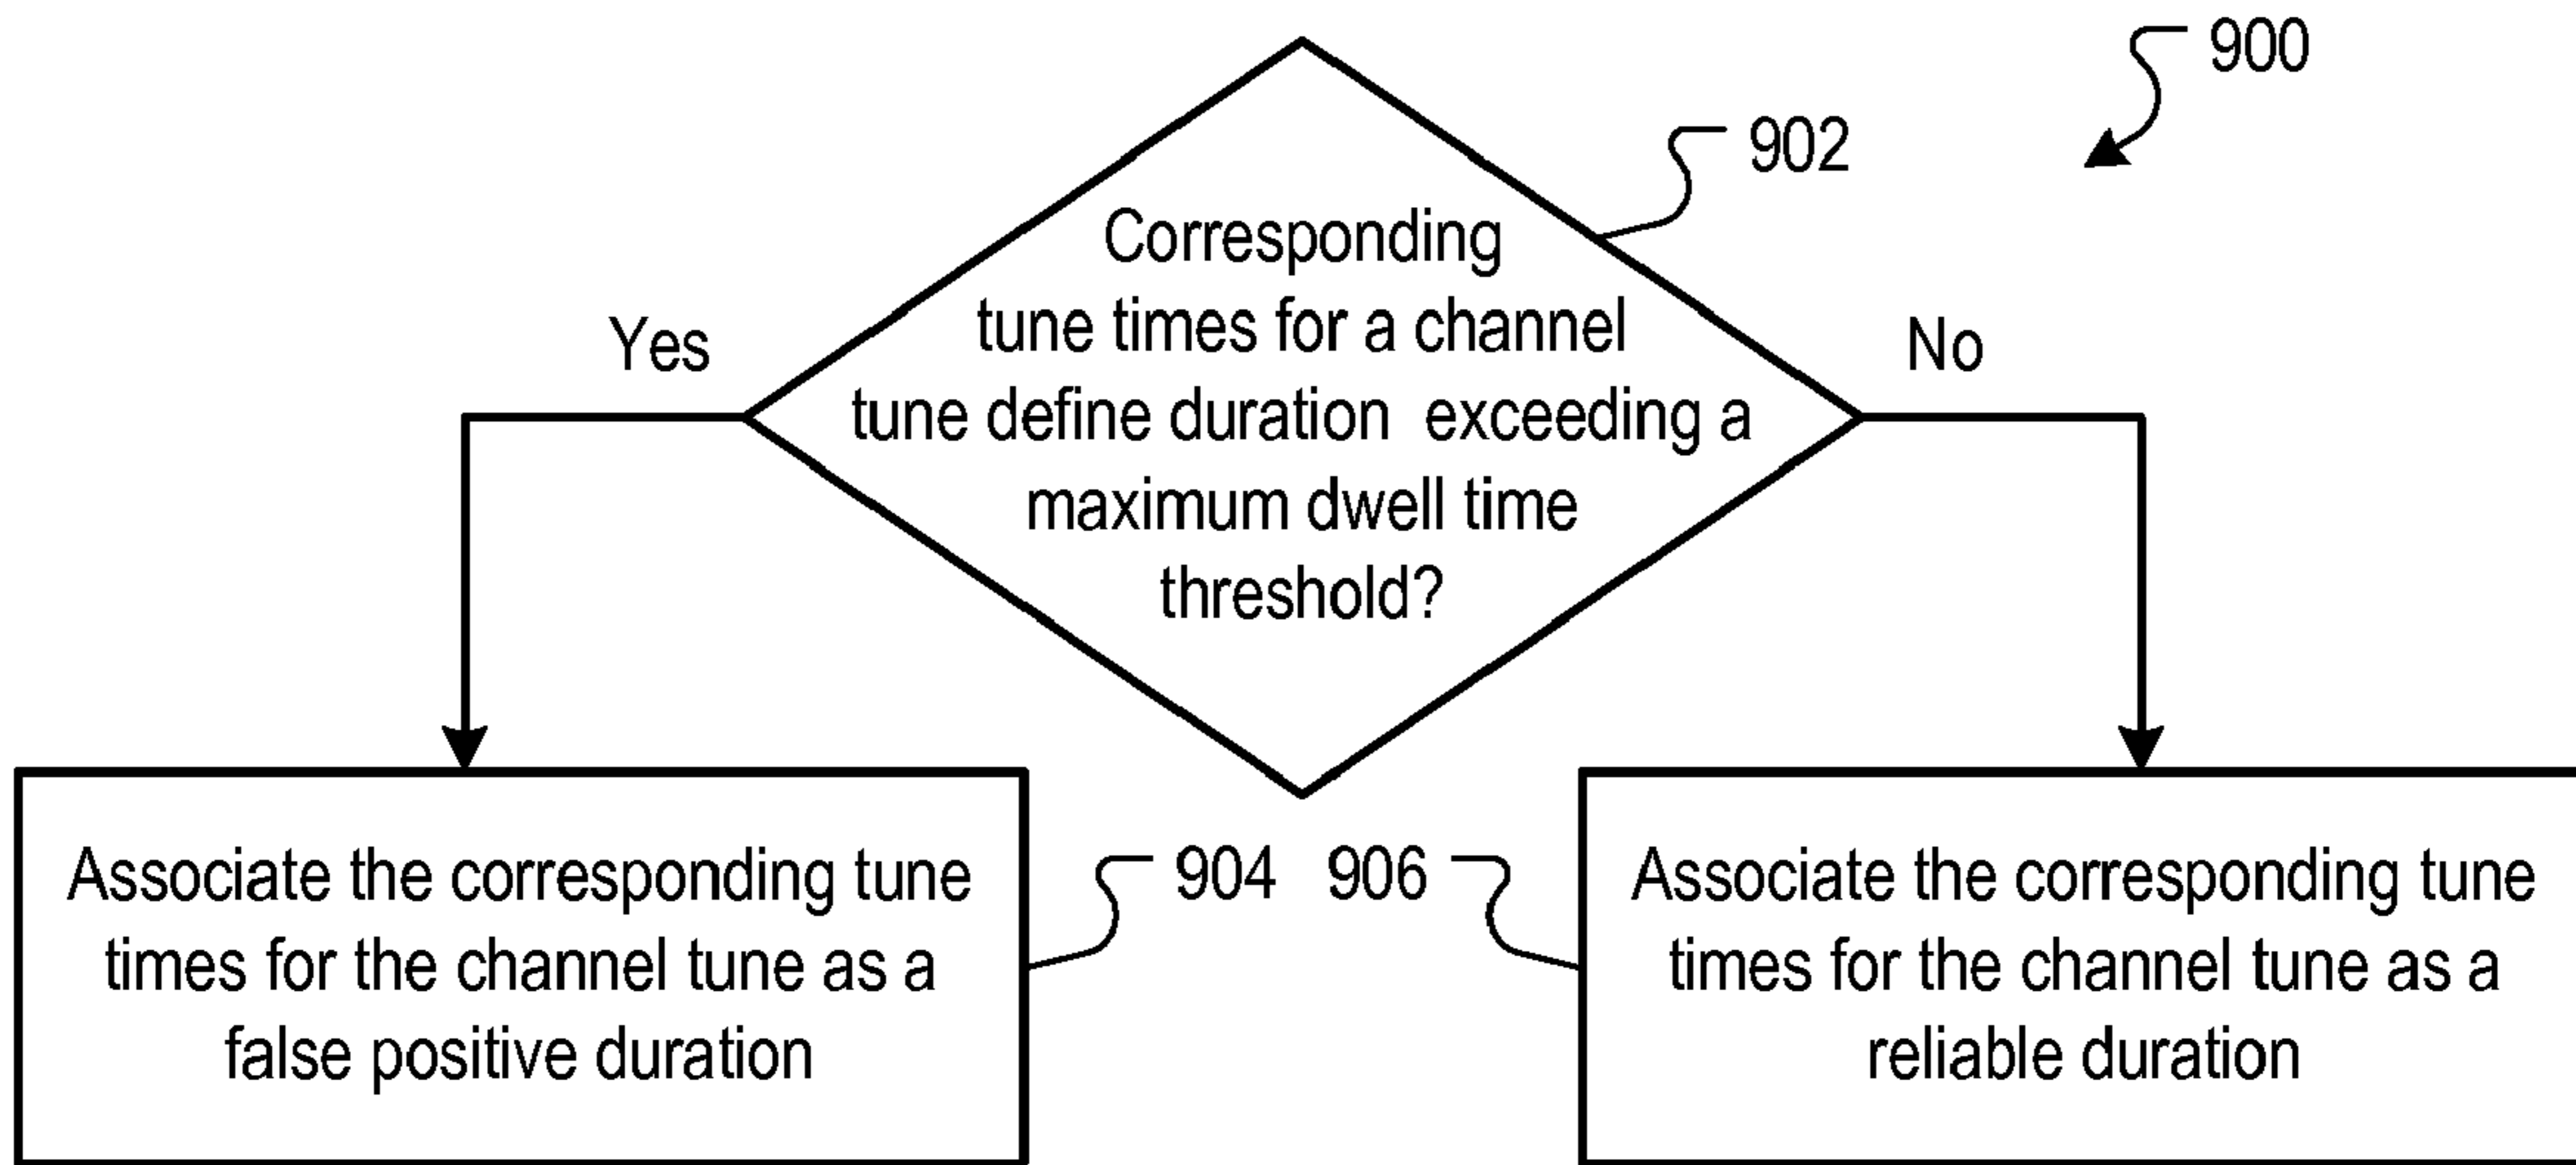 900
902
Corresponding
tune times for a channel
tune define duration exceeding a
maximum dwell time
threshold?
Yes
No
Associate the corresponding tune
times for the channel tune as a
false positive duration
904
906
Associate the corresponding tune
times for the channel tune as a
reliable duration